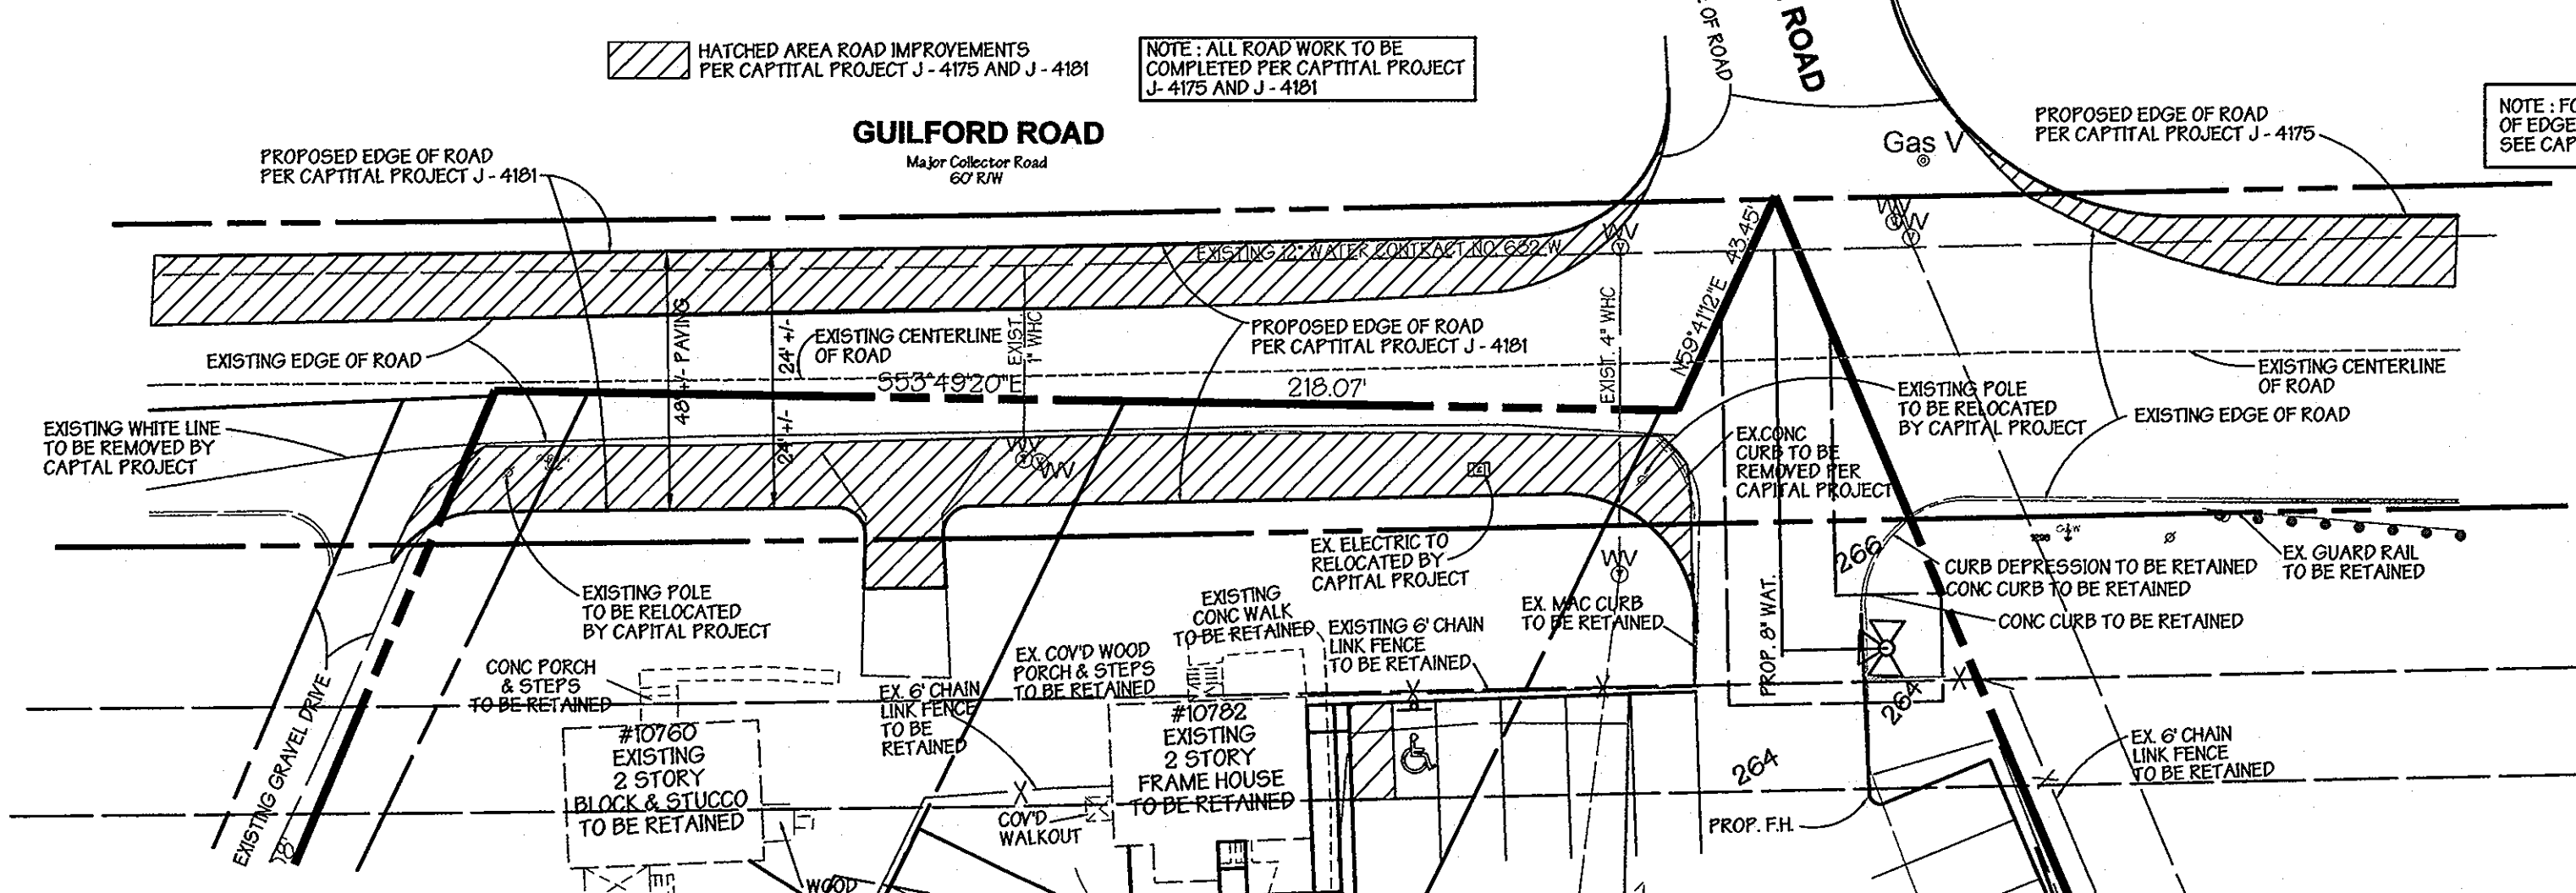 HATCHED AREA ROAD IMPROVEMENTS
PER CAPTITAL PROJECT J - 4175 AND J - 4181
NOTE : ALL ROAD WORK TO BE
COMPLETED PER CAPTITAL PROJECT
J- 4175 AND J - 4181
OF ROAD
ROAD
GUILFORD ROAD
Major Collector Road
60' R/W
PROPOSED EDGE OF ROAD
PER CAPTITAL PROJECT J - 4181
Gas V
PROPOSED EDGE OF ROAD
PER CAPTITAL PROJECT J - 4175
NOTE : FO
OF EDGE
SEE CAP
EXISTING 12" WATER CONTRACT NO. 632-W
WV
WV
WV
43.45'
N59°41'12"E
EXISTING EDGE OF ROAD
48' +/- PAVING
24' +/-
24' +/-
EXISTING CENTERLINE
OF ROAD
EXIST.
1" WHC
PROPOSED EDGE OF ROAD
PER CAPTITAL PROJECT J - 4181
EXIST. 4" WHC
S53°49'20"E
218.07'
EXISTING CENTERLINE
OF ROAD
EXISTING POLE
TO BE RELOCATED
BY CAPITAL PROJECT
EXISTING EDGE OF ROAD
EXISTING WHITE LINE
TO BE REMOVED BY
CAPTAL PROJECT
EX.CONC
CURB TO BE
REMOVED PER
CAPITAL PROJECT
WV
WV
EX. ELECTRIC TO
RELOCATED BY
CAPITAL PROJECT
WV
266
CURB DEPRESSION TO BE RETAINED
CONC CURB TO BE RETAINED
CONC CURB TO BE RETAINED
EX. GUARD RAIL
TO BE RETAINED
EXISTING POLE
TO BE RELOCATED
BY CAPITAL PROJECT
EXISTING
CONC WALK
TO BE RETAINED
EX. MAC CURB
TO BE RETAINED
EXISTING 6' CHAIN
LINK FENCE
TO BE RETAINED
PROP. 8" WAT.
CONC PORCH
& STEPS
TO BE RETAINED
EX. COV'D WOOD
PORCH & STEPS
TO BE RETAINED
EX. 6' CHAIN
LINK FENCE
TO BE
RETAINED
264
EXISTING GRAVEL DRIVE
18'
#10760
EXISTING
2 STORY
BLOCK & STUCCO
TO BE RETAINED
#10782
EXISTING
2 STORY
FRAME HOUSE
TO BE RETAINED
264
EX. 6' CHAIN
LINK FENCE
TO BE RETAINED
COV'D
WALKOUT
PROP. F.H.
WOOD